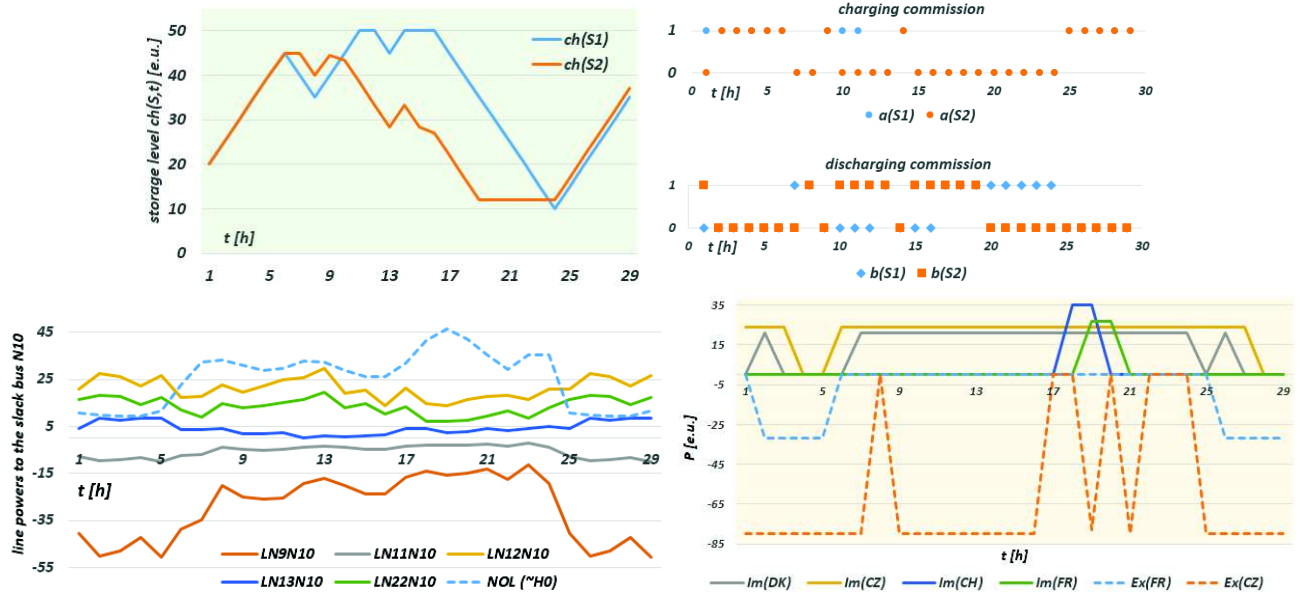 50
40
30
20
10
0
storage level ch(S,t) [e.u.]
ch(S1)
ch(S2)
t [h]
1 5 9 13 17 21 25 29
charging commission
1
0
0 5 10 15 20 25 30
t [h]
a(S1) a(S2)
discharging commission
1
0
0 5 10 15 20 25 30
t [h]
b(S1) b(S2)
45
25
5
-15
-35
-55
line powers to the slack bus N10
1 5 9 13 17 21 25 29
t [h]
LN9N10 LN11N10 LN12N10
LN13N10 LN22N10 NOL (~H0)
35
15
-5
-25
-45
-65
-85
P [e.u.]
1 5 9 13 17 21 25 29
t [h]
Im(DK) Im(CZ) Im(CH) Im(FR) Ex(FR) Ex(CZ)